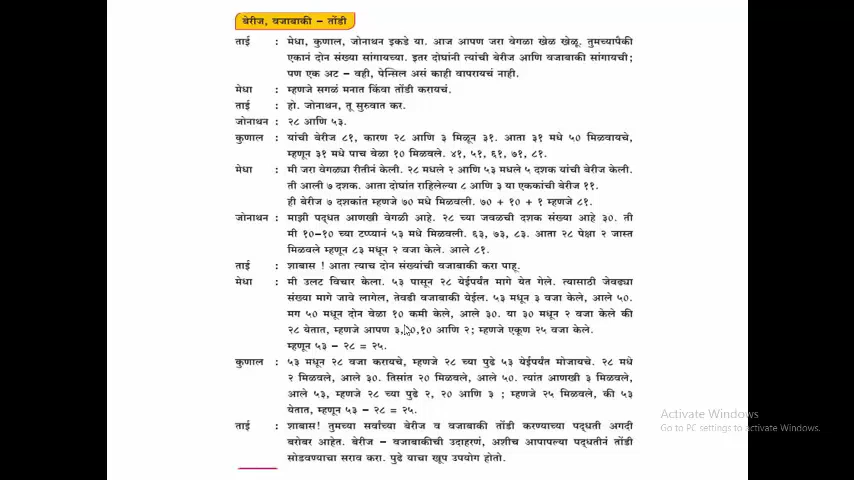 बेरीज, वजाबाकी – तोंडी
ताई : मेधा, कुणाल, जोनाथन इकडे या. आज आपण जरा वेगळा खेळ खेळू. तुमच्यापैकी
एकानं दोन संख्या सांगायच्या. इतर दोघांनी त्यांची बेरीज आणि वजाबाकी सांगायची;
पण एक अट – वही, पेन्सिल असं काही वापरायचं नाही.
मेधा : म्हणजे सगळं मनात किंवा तोंडी करायचं.
ताई : हो. जोनाथन, तू सुरुवात कर.
जोनाथन : २८ आणि ५३.
कुणाल : यांची बेरीज ८१, कारण २८ आणि ३ मिळून ३१. आता ३१ मधे ५० मिळवायचे,
म्हणून ३१ मधे पाच वेळा १० मिळवले. ४१, ५१, ६१, ७१, ८१.
मेधा : मी जरा वेगळ्या रीतीनं केली. २८ मधले २ आणि ५३ मधले ५ दशक यांची बेरीज केली.
ती आली ७ दशक. आता दोघांत राहिलेल्या ८ आणि ३ या एककांची बेरीज ११.
ही बेरीज ७ दशकांत म्हणजे ७० मधे मिळवली. ७० + १० + १ म्हणजे ८१.
जोनाथन : माझी पद्धत आणखी वेगळी आहे. २८ च्या जवळची दशक संख्या आहे ३०. ती
मी १०–१० च्या टप्प्यानं ५३ मधे मिळवली. ६३, ७३, ८३. आता २८ पेक्षा २ जास्त
मिळवले म्हणून ८३ मधून २ वजा केले. आले ८१.
ताई : शाबास ! आता त्याच दोन संख्यांची वजाबाकी करा पाहू.
मेधा : मी उलट विचार केला. ५३ पासून २८ येईपर्यंत मागे येत गेले. त्यासाठी जेवढ्या
संख्या मागे जावे लागेल, तेवढी वजाबाकी येईल. ५३ मधून ३ वजा केले, आले ५०.
मग ५० मधून दोन वेळा १० कमी केले, आले ३०. या ३० मधून २ वजा केले की
२८ येतात, म्हणजे आपण ३,१०,१० आणि २; म्हणजे एकूण २५ वजा केले.
म्हणून ५३ – २८ = २५.
कुणाल : ५३ मधून २८ वजा करायचे, म्हणजे २८ च्या पुढे ५३ येईपर्यंत मोजायचे. २८ मधे
२ मिळवले, आले ३०. तिसांत २० मिळवले, आले ५०. त्यांत आणखी ३ मिळवले,
आले ५३, म्हणजे २८ च्या पुढे २, २० आणि ३ ; म्हणजे २५ मिळवले, की ५३
येतात, म्हणून ५३ – २८ = २५.
ताई : शाबास! तुमच्या सर्वांच्या बेरीज व वजाबाकी तोंडी करण्याच्या पद्धती अगदी
बरोबर आहेत. बेरीज – वजाबाकीची उदाहरणं, अशीच आपापल्या पद्धतीनं तोंडी
सोडवण्याचा सराव करा. पुढे याचा खूप उपयोग होतो.
Activate Windows
Go to PC settings to activate Windows.